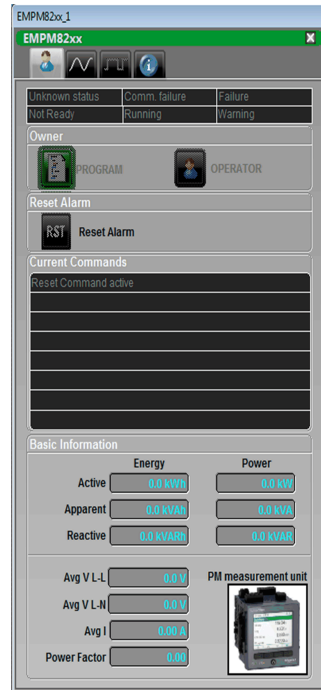 EMPM82xx_1
EMPM82xx
Unknown status Comm. failure Failure
Not Ready Running Warning
Owner
PROGRAM OPERATOR
Reset Alarm
RST Reset Alarm
Current Commands
Reset Command active
Basic Information
Energy Power
Active 0.0 kWh 0.0 kW
Apparent 0.0 kVAh 0.0 kVA
Reactive 0.0 kVARh 0.0 kVAR
Avg V L-L 0.0 V PM measurement unit
Avg V L-N 0.0 V
Avg I 0.00 A
Power Factor 0.00